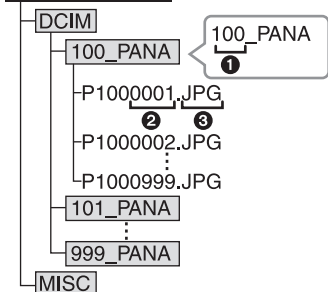 DCIM
100_PANA
100_PANA
❶
P1000001.JPG
❷ ❸
P1000002.JPG
P1000999.JPG
101_PANA
999_PANA
MISC